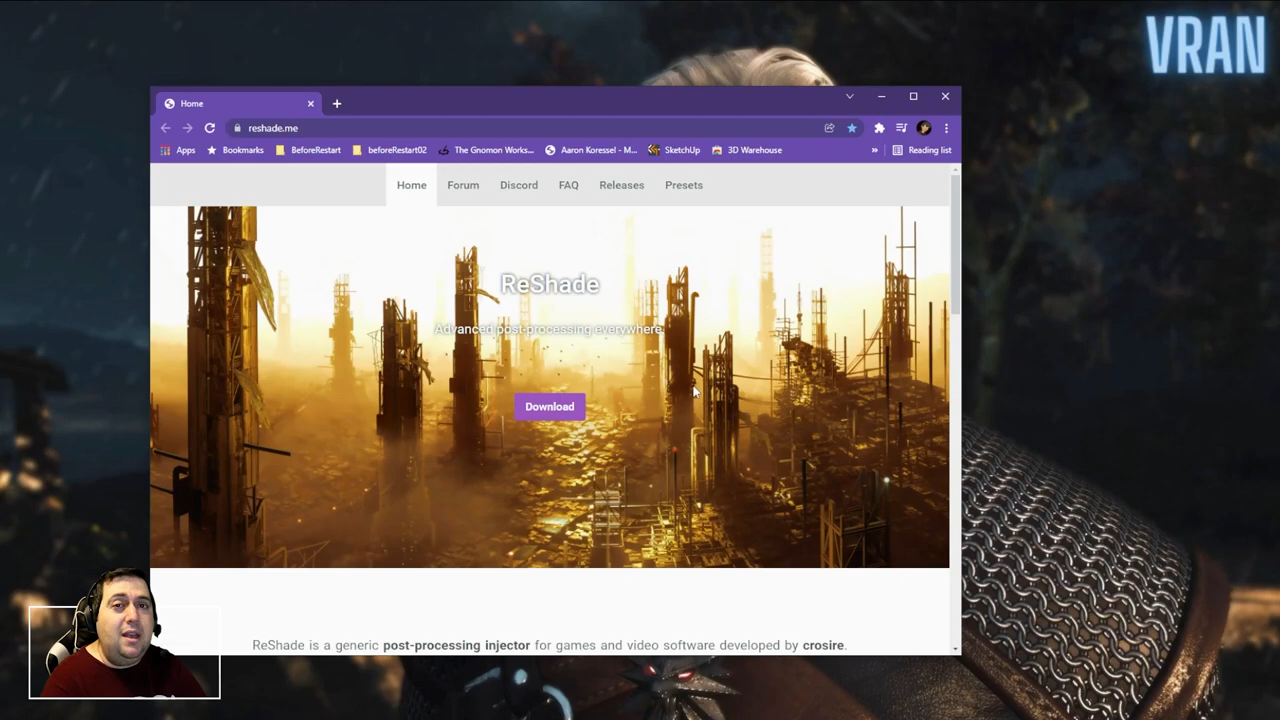 VRAN
Home
reshade.me
Apps Bookmarks BeforeRestart beforeRestart02 The Gnomon Works... Aaron Koressel - M... SketchUp 3D Warehouse » Reading list
Home Forum Discord FAQ Releases Presets
ReShade
Advanced post-processing everywhere
Download
ReShade is a generic post-processing injector for games and video software developed by crosire.